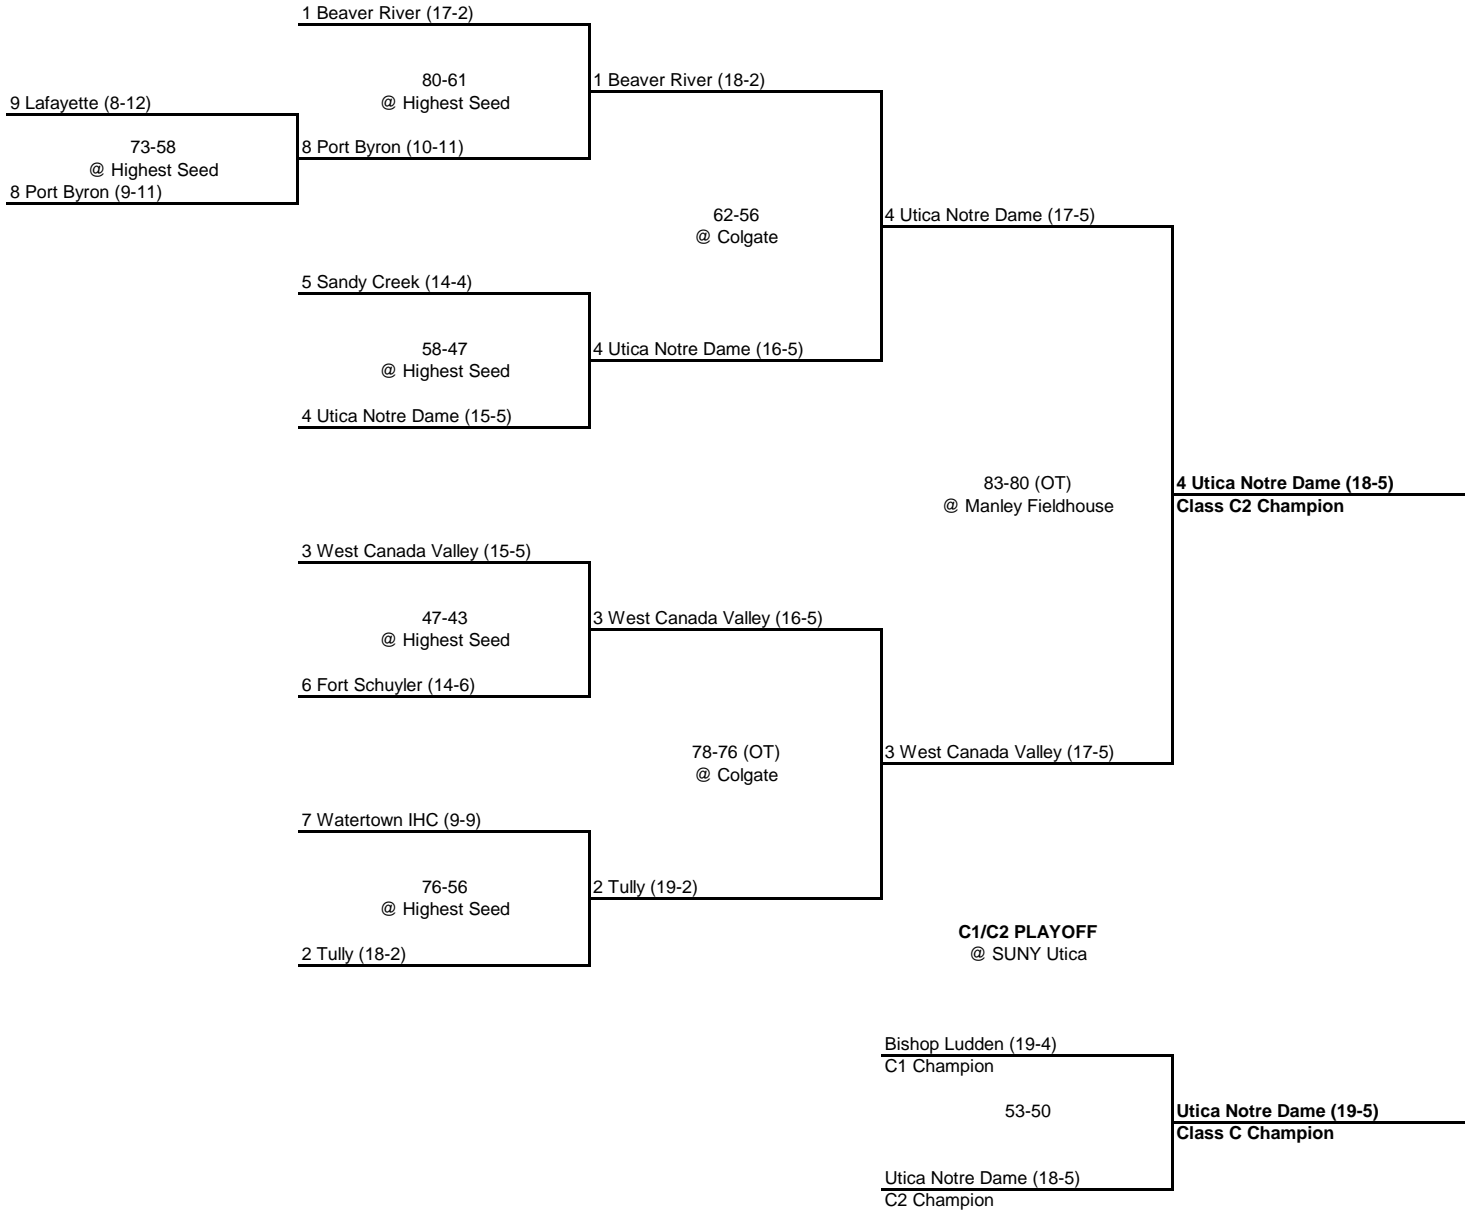 1 Beaver River (17-2)
80-61
@ Highest Seed
1 Beaver River (18-2)
9 Lafayette (8-12)
73-58
@ Highest Seed
8 Port Byron (10-11)
8 Port Byron (9-11)
62-56
@ Colgate
4 Utica Notre Dame (17-5)
5 Sandy Creek (14-4)
58-47
@ Highest Seed
4 Utica Notre Dame (16-5)
4 Utica Notre Dame (15-5)
83-80 (OT)
@ Manley Fieldhouse
4 Utica Notre Dame (18-5)
Class C2 Champion
3 West Canada Valley (15-5)
47-43
@ Highest Seed
3 West Canada Valley (16-5)
6 Fort Schuyler (14-6)
78-76 (OT)
@ Colgate
3 West Canada Valley (17-5)
7 Watertown IHC (9-9)
76-56
@ Highest Seed
2 Tully (19-2)
2 Tully (18-2)
C1/C2 PLAYOFF
@ SUNY Utica
Bishop Ludden (19-4)
C1 Champion
53-50
Utica Notre Dame (19-5)
Class C Champion
Utica Notre Dame (18-5)
C2 Champion